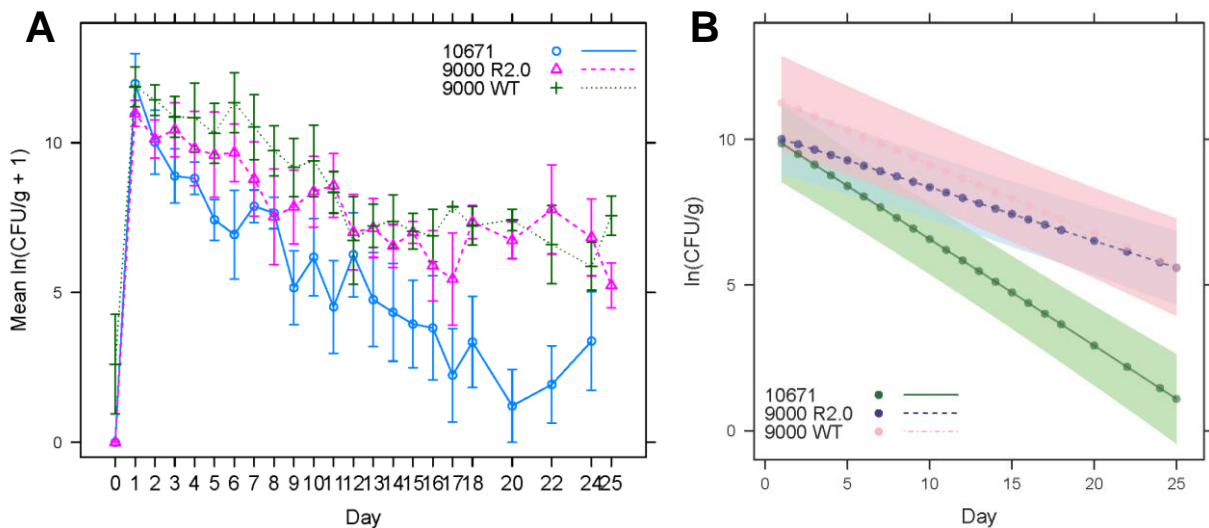 A
10671
9000 R2.0
9000 WT
Mean ln(CFU/g + 1)
10
5
0
0 1 2 3 4 5 6 7 8 9 10 11 12 13 14 15 16 17 18 20 22 24 25
Day
B
ln(CFU/g)
10
5
0
10671
9000 R2.0
9000 WT
0 5 10 15 20 25
Day